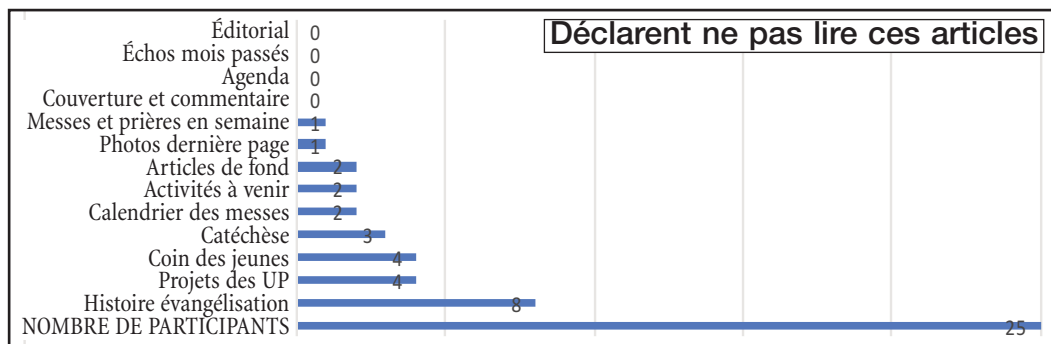 Déclarent ne pas lire ces articles
Éditorial 0
Échos mois passés 0
Agenda 0
Couverture et commentaire 0
Messes et prières en semaine 1
Photos dernière page 1
Articles de fond 2
Activités à venir 2
Calendrier des messes 2
Catéchèse 3
Coin des jeunes 4
Projets des UP 4
Histoire évangélisation 8
NOMBRE DE PARTICIPANTS 25